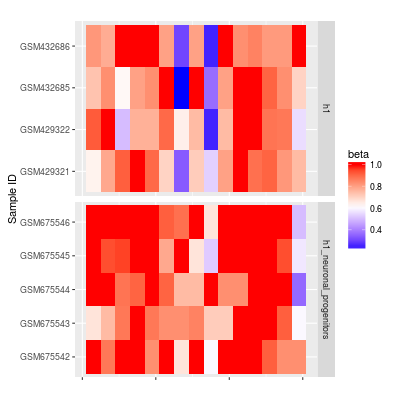 GSM432686
GSM432685
GSM429322
GSM429321
h1
GSM675546
GSM675545
GSM675544
GSM675543
GSM675542
h1_neuronal_progenitors
Sample ID
beta
1.0
0.8
0.6
0.4